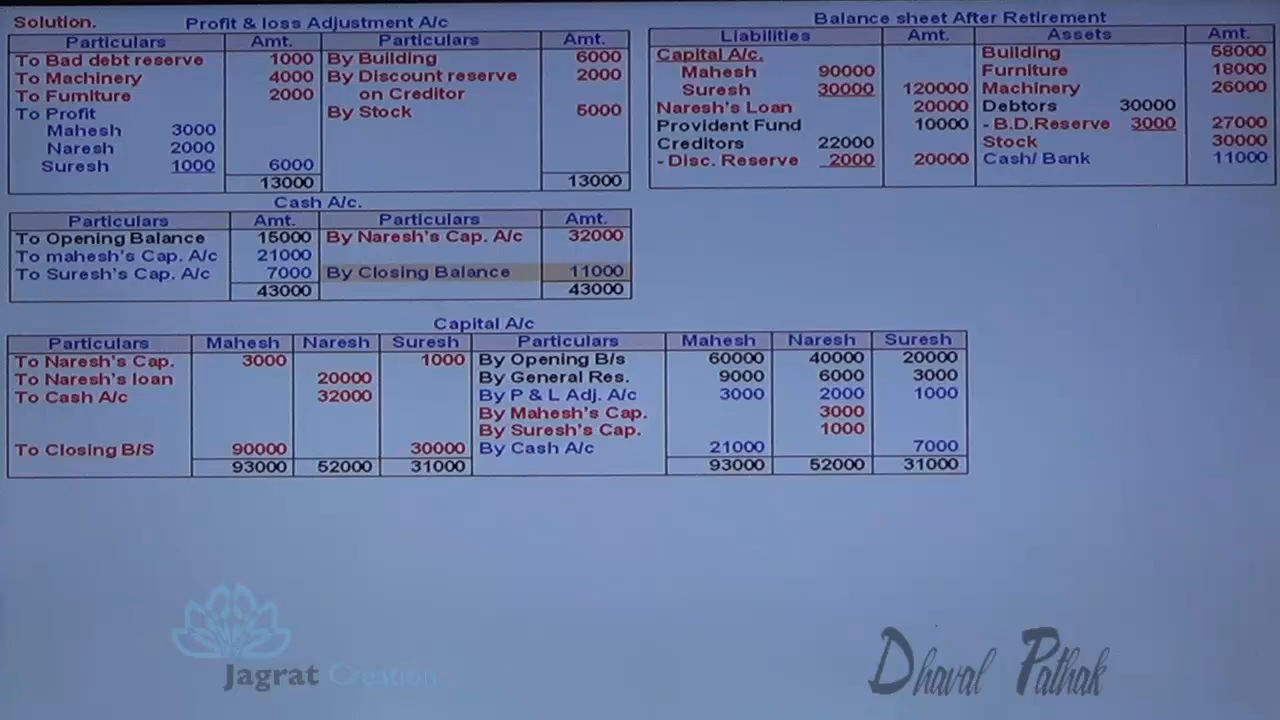 Solution.
Profit & loss Adjustment A/c
Particulars Amt. Particulars Amt.
To Bad debt reserve 1000 By Building 6000
To Machinery 4000 By Discount reserve 2000
To Furniture 2000 on Creditor
To Profit By Stock 5000
Mahesh 3000
Naresh 2000
Suresh 1000 6000
13000 13000
Balance sheet After Retirement
Liabilities Amt. Assets Amt.
Capital A/c. Building 58000
Mahesh 90000 Furniture 18000
Suresh 30000 120000 Machinery 26000
Naresh's Loan 20000 Debtors 30000
Provident Fund 10000 - B.D.Reserve 3000 27000
Creditors 22000 Stock 30000
- Disc. Reserve 2000 20000 Cash/ Bank 11000
Cash A/c.
Particulars Amt. Particulars Amt.
To Opening Balance 15000 By Naresh's Cap. A/c 32000
To mahesh's Cap. A/c 21000
To Suresh's Cap. A/c 7000 By Closing Balance 11000
43000 43000
Capital A/c
Particulars Mahesh Naresh Suresh Particulars Mahesh Naresh Suresh
To Naresh's Cap. 3000 1000 By Opening B/s 60000 40000 20000
To Naresh's loan 20000 By General Res. 9000 6000 3000
To Cash A/c 32000 By P & L Adj. A/c 3000 2000 1000
By Mahesh's Cap. 3000
By Suresh's Cap. 1000
To Closing B/S 90000 30000 By Cash A/c 21000 7000
93000 52000 31000 93000 52000 31000
Jagrat Creation
Dhaval Pathak